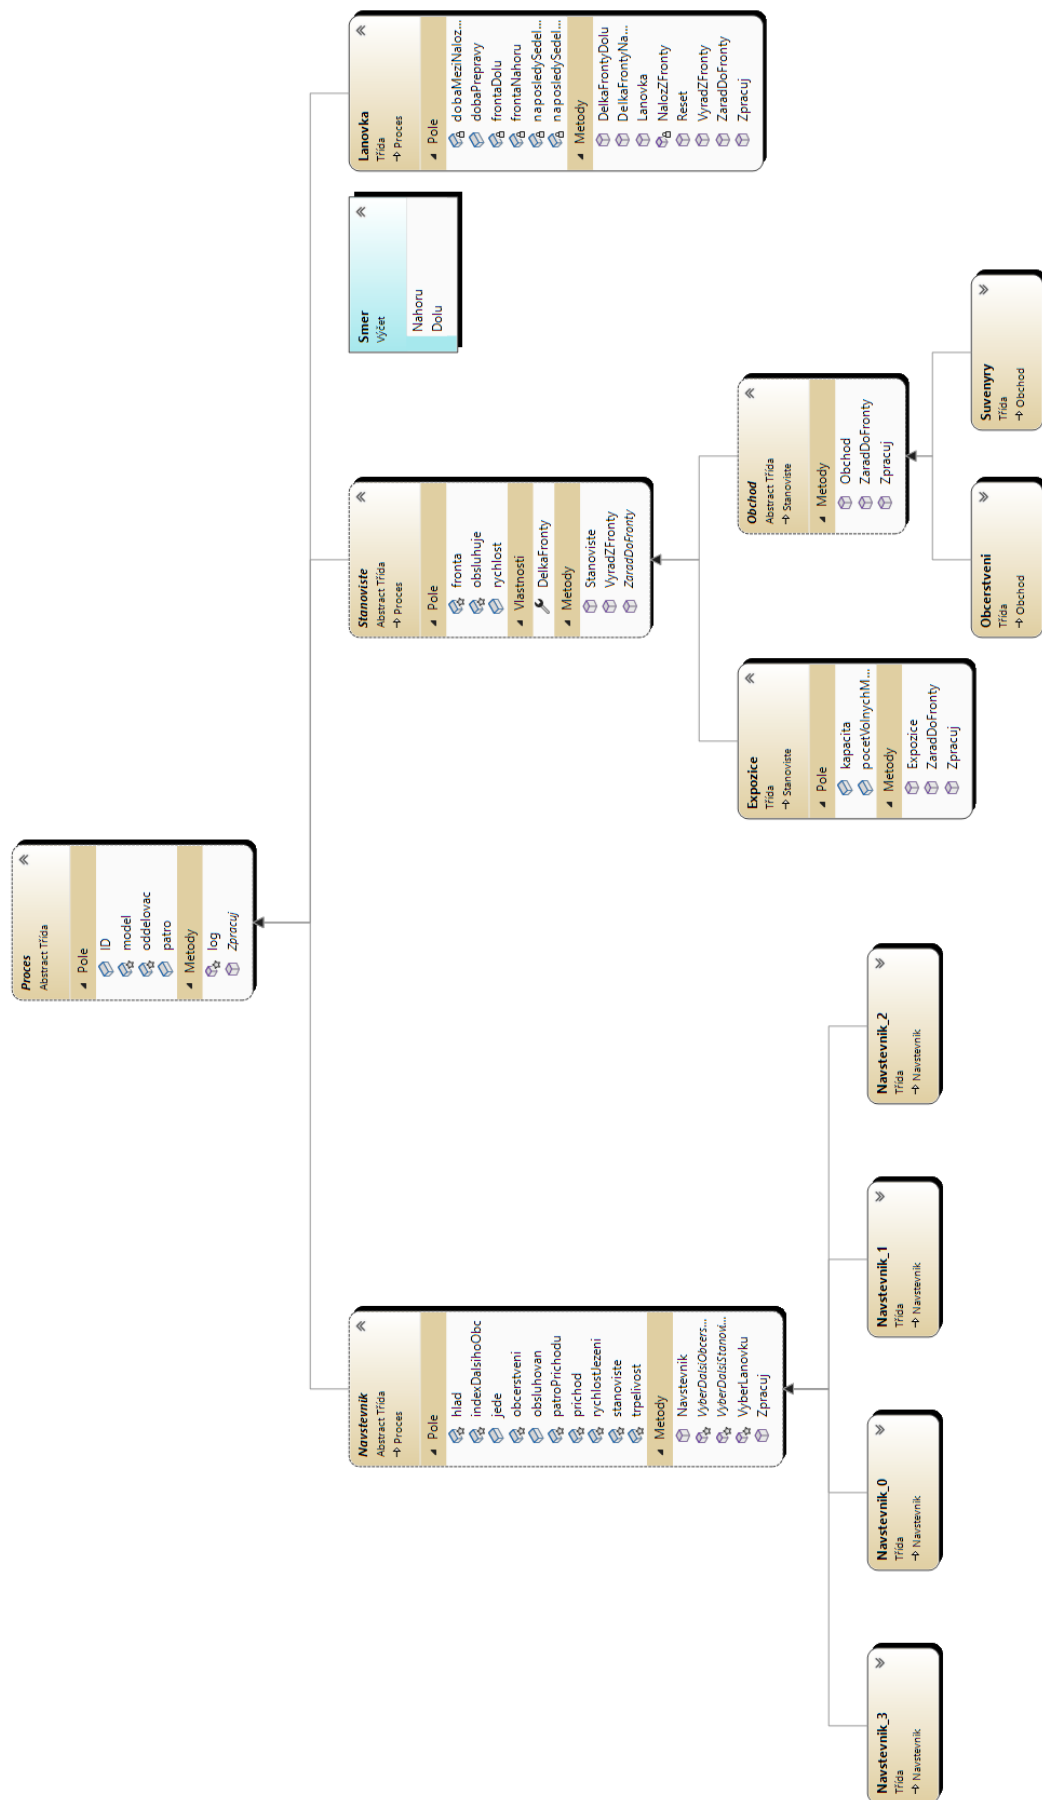 Proces
Abstract Třída
Pole
ID
model
oddelovac
patro
Metody
log
Zpracuj
Navstevnik
Abstract Třída
Proces
Pole
hlad
indexDalsihoObc
jede
obcerstveni
obsluhovan
patroPrichodu
prichod
rychlostJezeni
stanoviste
trpelivost
Metody
Navstevnik
VyberDalsiObcers...
VyberDalsiStanovi...
VyberLanovku
Zpracuj
Stanoviste
Abstract Třída
Proces
Pole
fronta
obsluhuje
rychlost
Vlastnosti
DelkaFronty
Metody
Stanoviste
VyradZFronty
ZaradDoFronty
Smer
Výčet
Nahoru
Dolu
Lanovka
Třída
Proces
Pole
dobaMeziNaloz...
dobaPrepravy
frontaDolu
frontaNahoru
naposledySedel...
naposledySedel...
Metody
DelkaFrontyDolu
DelkaFrontyNa...
Lanovka
NalozZFronty
Reset
VyradZFronty
ZaradDoFronty
Zpracuj
Expozice
Třída
Stanoviste
Pole
kapacita
pocetVolnychM...
Metody
Expozice
ZaradDoFronty
Zpracuj
Obchod
Abstract Třída
Stanoviste
Metody
Obchod
ZaradDoFronty
Zpracuj
Navstevnik_3
Třída
Navstevnik
Navstevnik_0
Třída
Navstevnik
Navstevnik_1
Třída
Navstevnik
Navstevnik_2
Třída
Navstevnik
Obcerstveni
Třída
Obchod
Suvenyry
Třída
Obchod